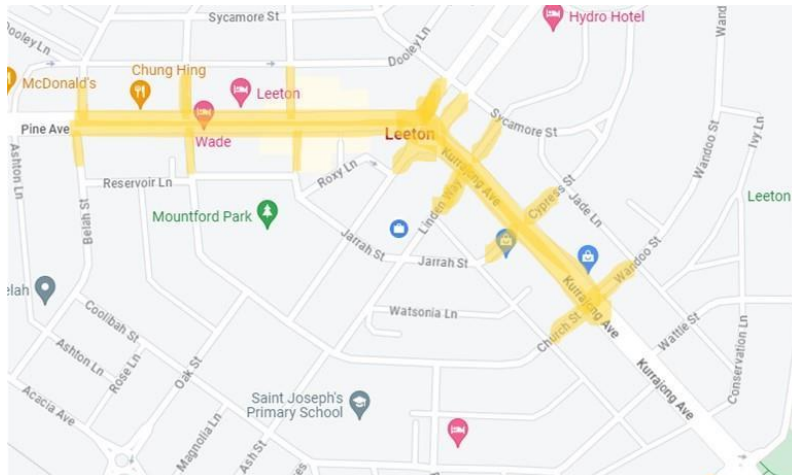 Sycamore St
Hydro Hotel
Dooley Ln
Dooley Ln
McDonald's
Chung Hing
Leeton
Wade
Pine Ave
Leeton
Sycamore St
Wandoo St
Ivy Ln
Ashton Ln
Reservoir Ln
Roxy Ln
Kurrajong Ave
Linden Way
Cypress St
Jade Ln
Leeton
Belah St
Mountford Park
Jarrah St
Jarrah St
Wandoo St
elah
Kurrajong Ave
Watsonia Ln
Church St
Wattle St
Coolibah St
Ashton Ln
Rose Ln
Oak St
Kurrajong Ave
Conservation Ln
Acacia Ave
Magnolia Ln
Ash St
Saint Joseph's
Primary School
Wand